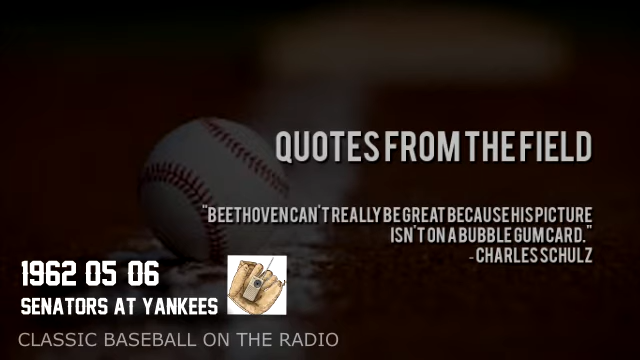 QUOTES FROM THE FIELD
"BEETHOVEN CAN'T REALLY BE GREAT BECAUSE HIS PICTURE
ISN'T ON A BUBBLE GUM CARD."
- CHARLES SCHULZ
1962 05 06
SENATORS AT YANKEES
CLASSIC BASEBALL ON THE RADIO